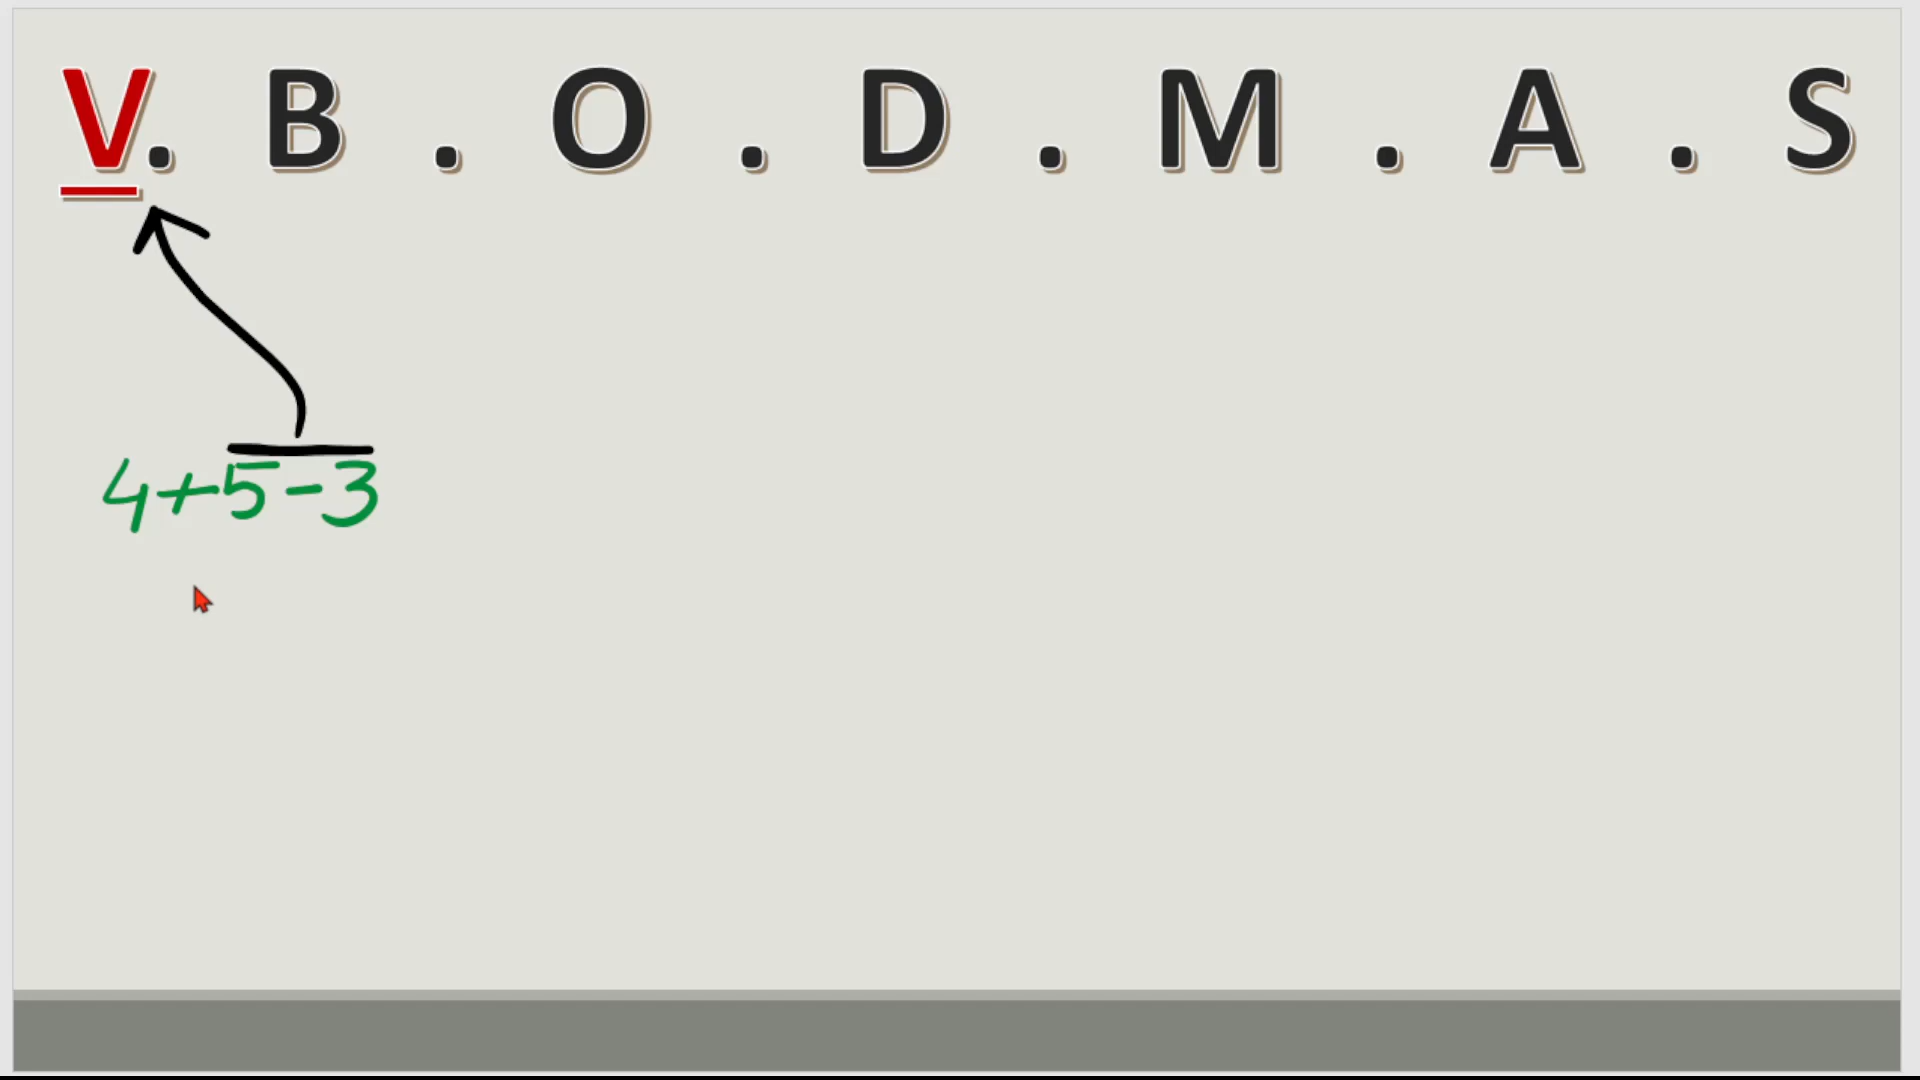 V. B . O . D . M . A . S
4+5-3